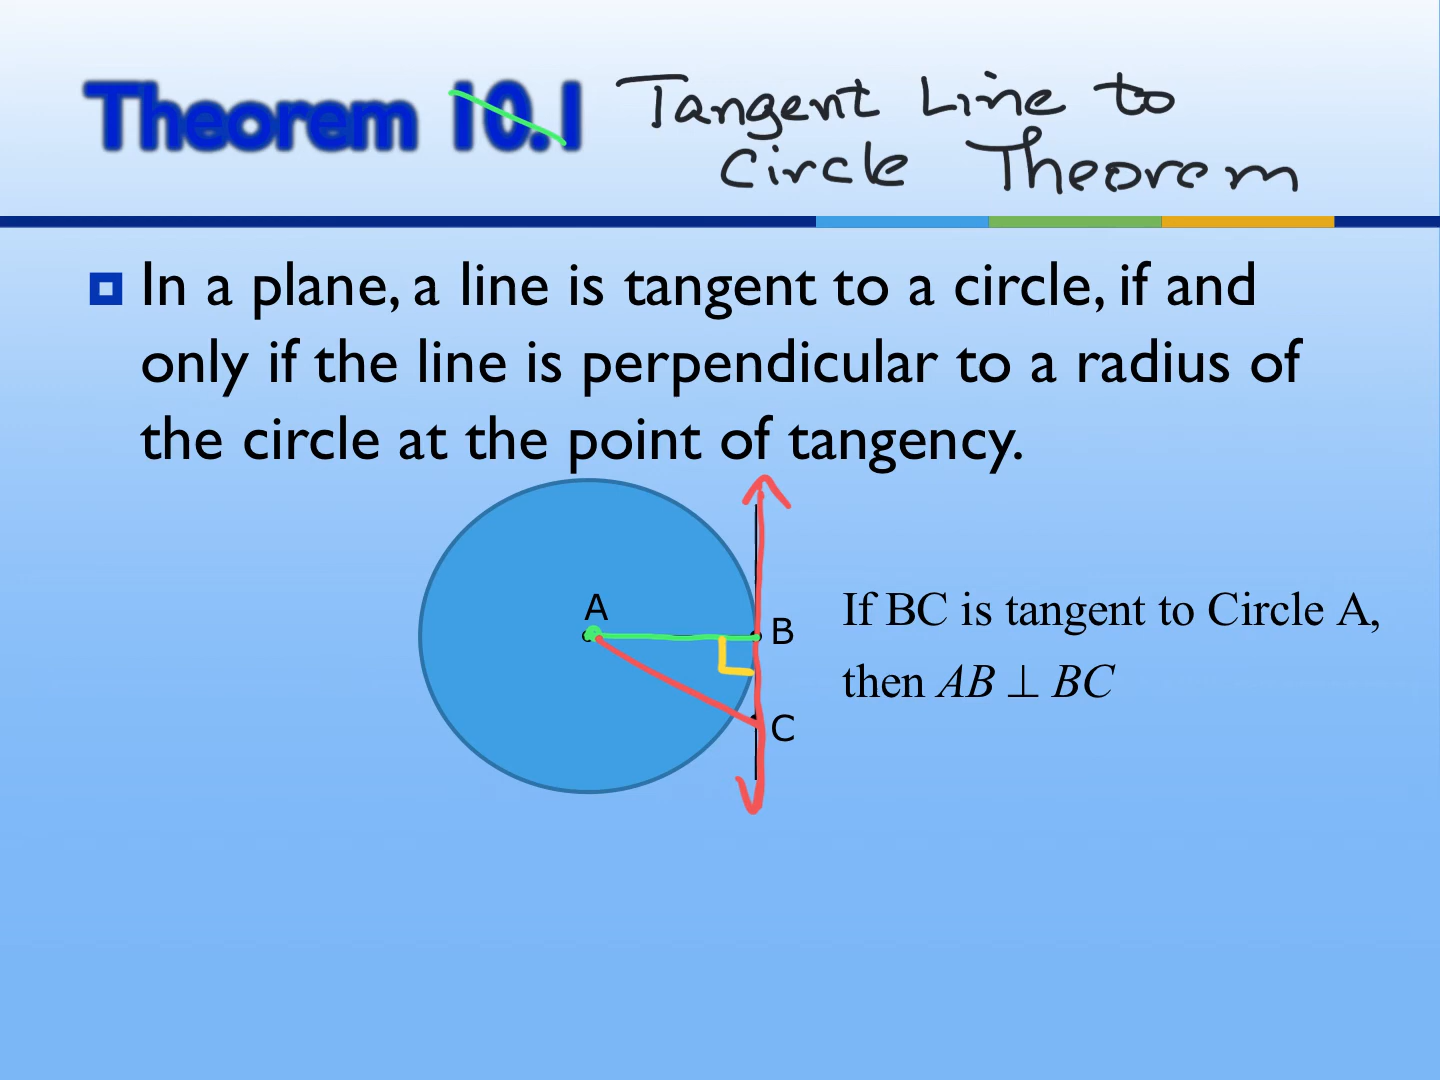 Theorem 10.1 Tangent Line to
Circle Theorem
In a plane, a line is tangent to a circle, if and
only if the line is perpendicular to a radius of
the circle at the point of tangency.
A
B
C
If BC is tangent to Circle A,
then AB ⊥ BC